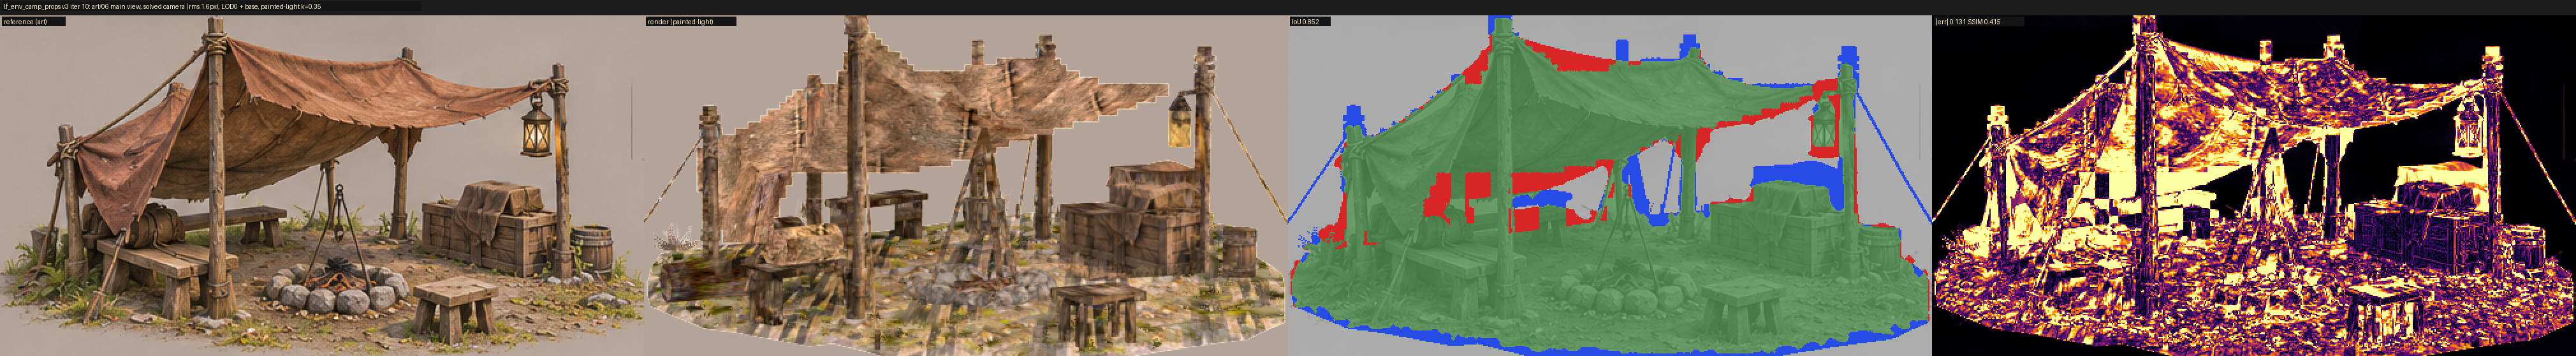 lf_env_camp_props v3 iter 10: art/06 main view, solved camera (rms 1.6px), LOD0 + base, painted-light k=0.35
reference (art)
render (painted-light)
IoU 0.852
|err| 0.131 SSIM 0.415